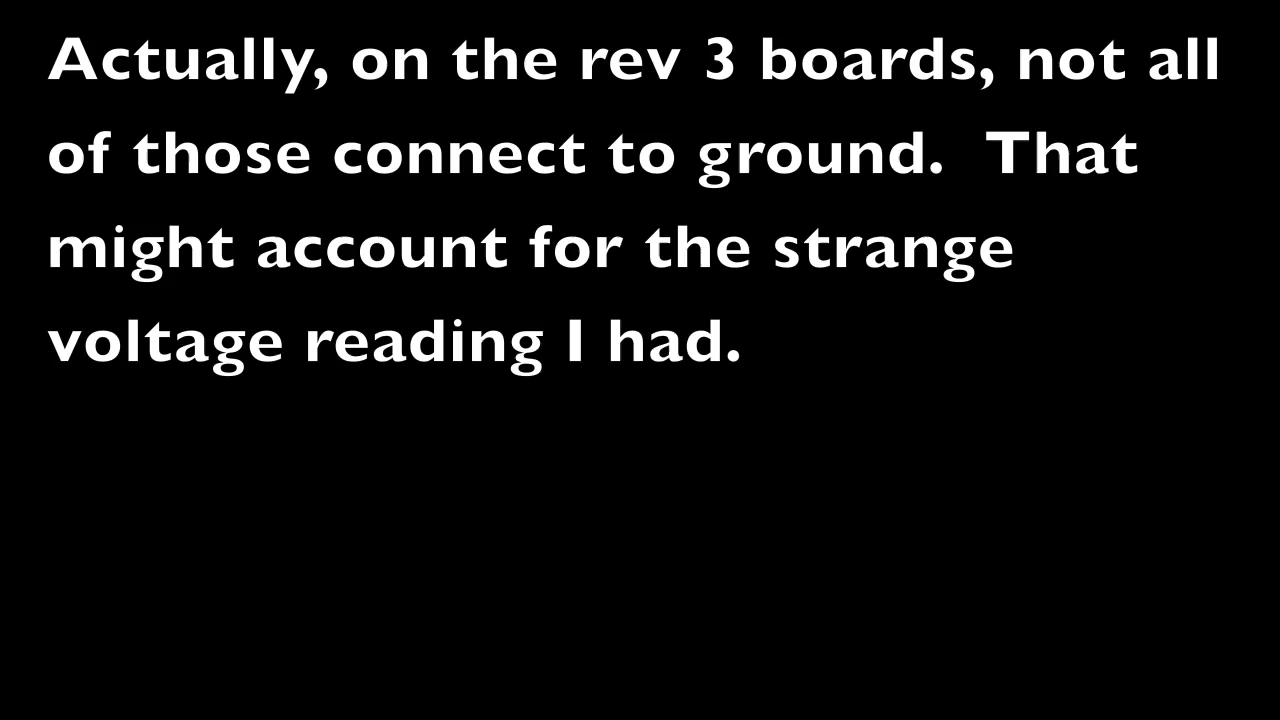 Actually, on the rev 3 boards, not all
of those connect to ground.  That
might account for the strange
voltage reading I had.